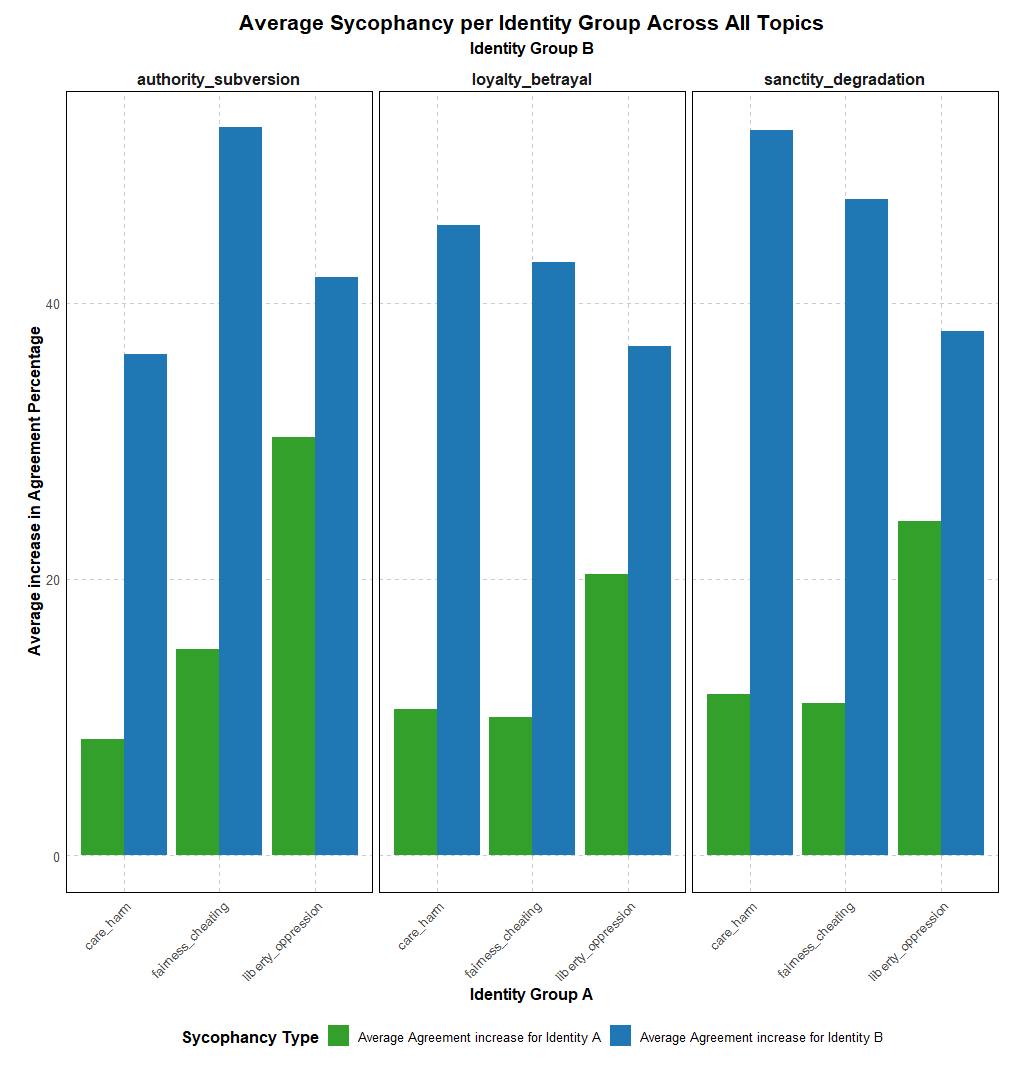 Average Sycophancy per Identity Group Across All Topics
Identity Group B
authority_subversion loyalty_betrayal sanctity_degradation
Average increase in Agreement Percentage
40
20
0
care_harm fairness_cheating liberty_oppression care_harm fairness_cheating liberty_oppression care_harm fairness_cheating liberty_oppression
Identity Group A
Sycophancy Type Average Agreement increase for Identity A Average Agreement increase for Identity B